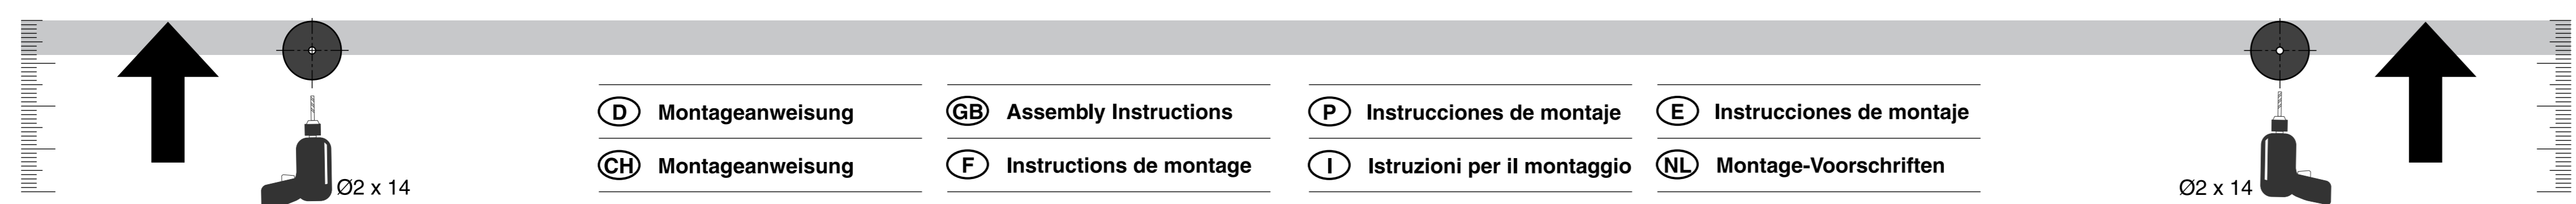 D Montageanweisung
GB Assembly Instructions
P Instrucciones de montaje
E Instrucciones de montaje
CH Montageanweisung
F Instructions de montage
I Istruzioni per il montaggio
NL Montage-Voorschriften
Ø2 x 14
Ø2 x 14